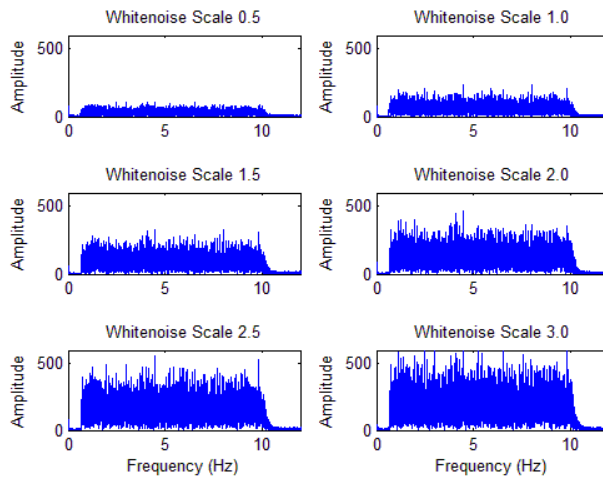 Whitenoise Scale 0.5
500
0
0 5 10
Amplitude
Whitenoise Scale 1.0
500
0
0 5 10
Amplitude
Whitenoise Scale 1.5
500
0
0 5 10
Amplitude
Whitenoise Scale 2.0
500
0
0 5 10
Amplitude
Whitenoise Scale 2.5
500
0
0 5 10
Amplitude
Frequency (Hz)
Whitenoise Scale 3.0
500
0
0 5 10
Amplitude
Frequency (Hz)